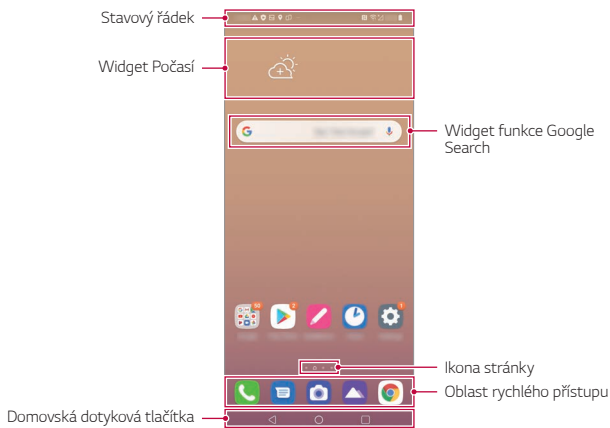 Stavový řádek
Widget Počasí
Widget funkce Google
Search
Ikona stránky
Oblast rychlého přístupu
Domovská dotyková tlačítka